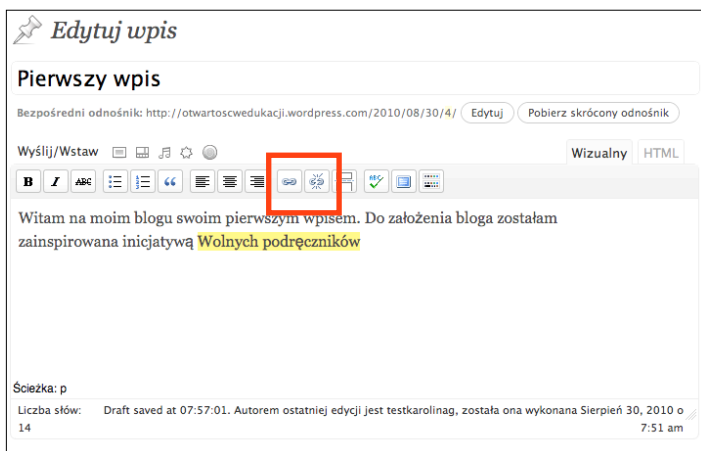 Edytuj wpis
Pierwszy wpis
Bezpośredni odnośnik: http://otwartoscwedukacji.wordpress.com/2010/08/30/4/ Edytuj Pobierz skrócony odnośnik
Wyślij/Wstaw Wizualny HTML
B I ABC ABC
Witam na moim blogu swoim pierwszym wpisem. Do założenia bloga zostałam
zainspirowana inicjatywą Wolnych podręczników
Ścieżka: p
Liczba słów: Draft saved at 07:57:01. Autorem ostatniej edycji jest testkarolinag, została ona wykonana Sierpień 30, 2010 o
14 7:51 am